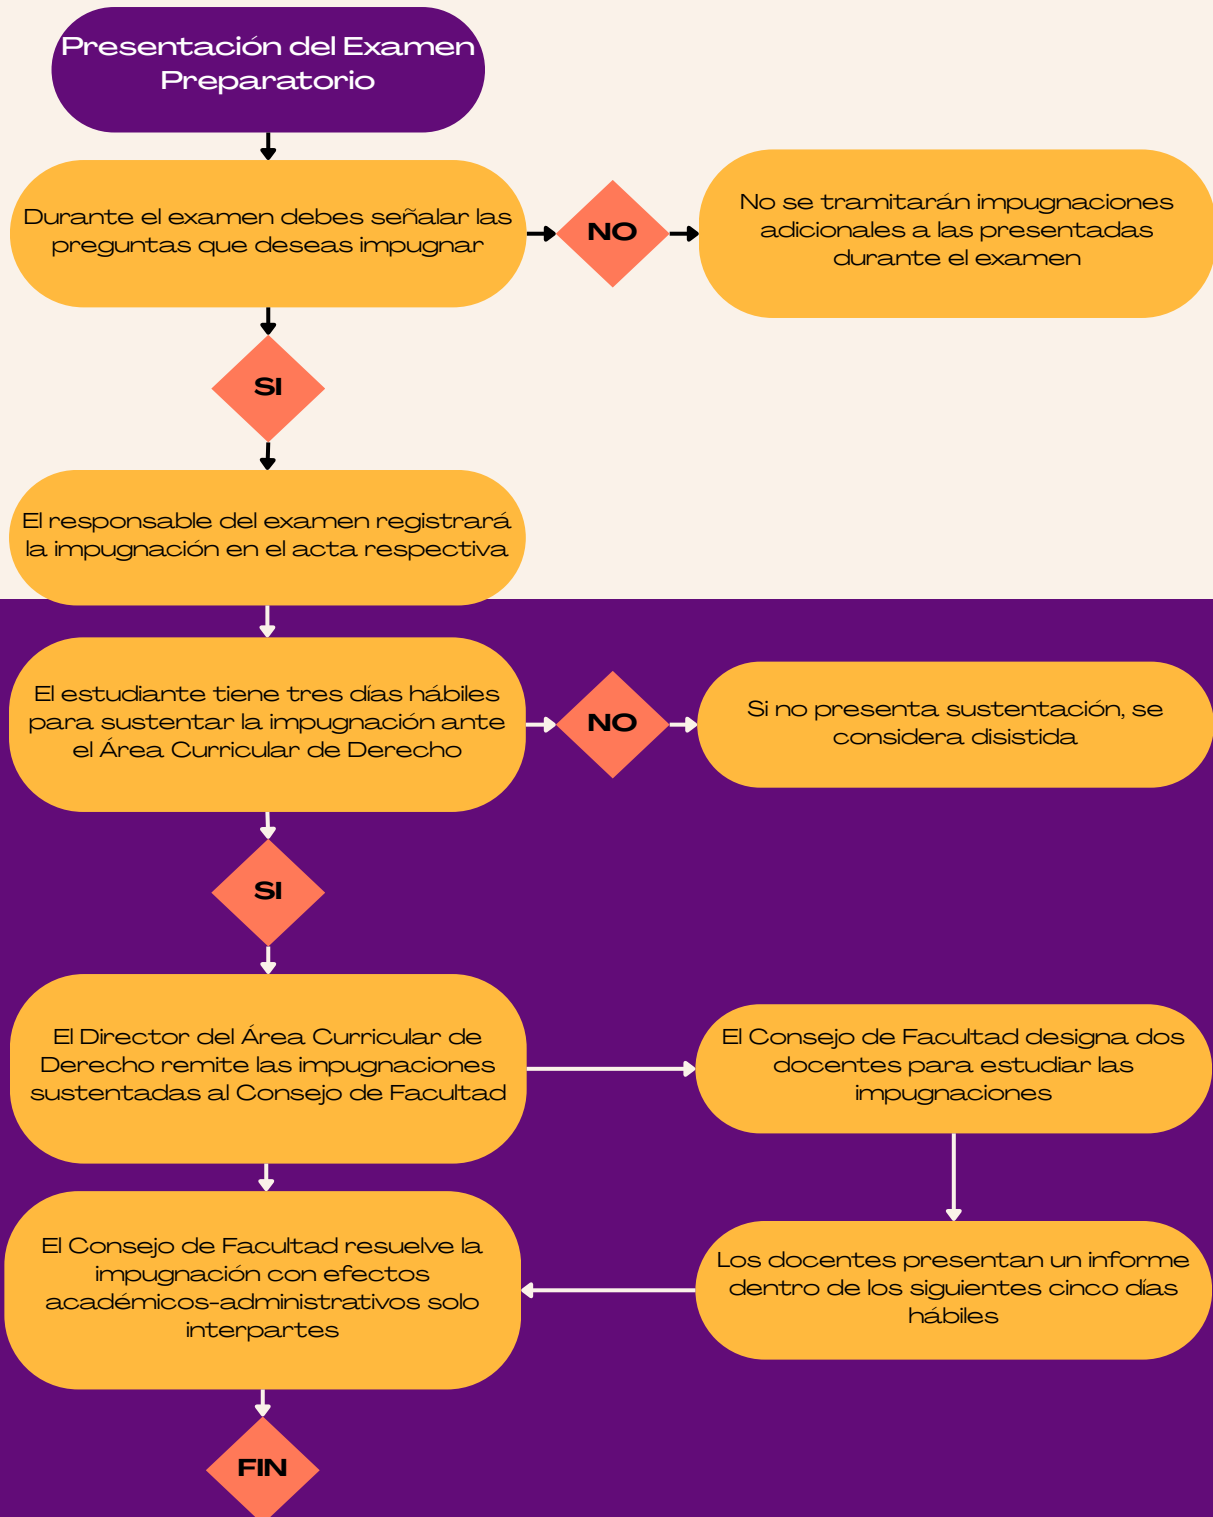 Presentación del Examen
Preparatorio
Durante el examen debes señalar las
preguntas que deseas impugnar
NO
No se tramitarán impugnaciones
adicionales a las presentadas
durante el examen
SI
El responsable del examen registrará
la impugnación en el acta respectiva
El estudiante tiene tres días hábiles
para sustentar la impugnación ante
el Área Curricular de Derecho
NO
Si no presenta sustentación, se
considera disistida
SI
El Director del Área Curricular de
Derecho remite las impugnaciones
sustentadas al Consejo de Facultad
El Consejo de Facultad designa dos
docentes para estudiar las
impugnaciones
Los docentes presentan un informe
dentro de los siguientes cinco días
hábiles
El Consejo de Facultad resuelve la
impugnación con efectos
académicos-administrativos solo
interpartes
FIN